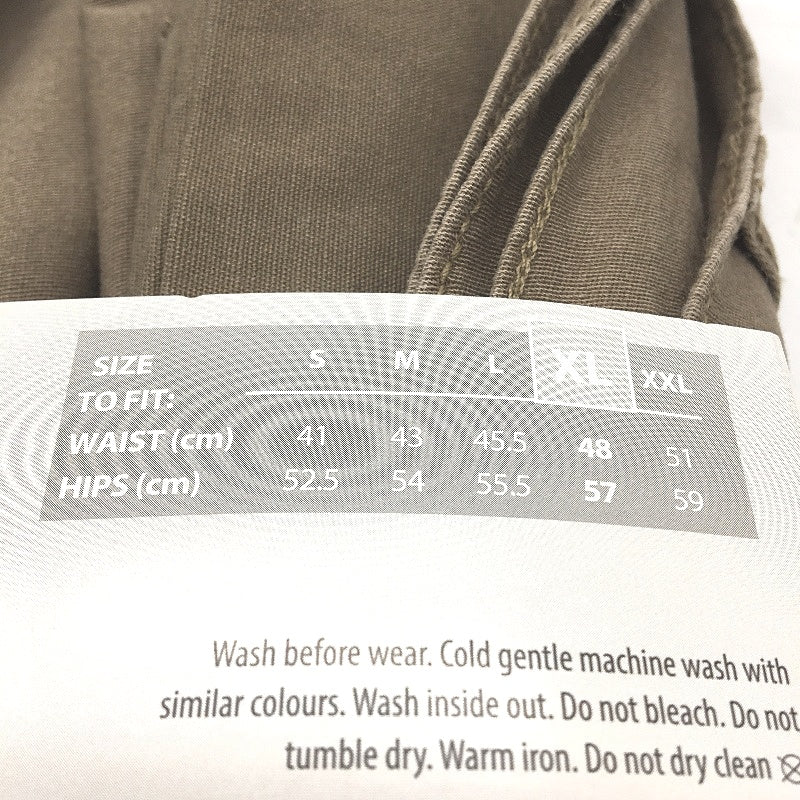 SIZE S M L XL XXL
TO FIT:
WAIST (cm) 41 43 45.5 48 51
HIPS (cm) 52.5 54 55.5 57 59
Wash before wear. Cold gentle machine wash with
similar colours. Wash inside out. Do not bleach. Do not
tumble dry. Warm iron. Do not dry clean